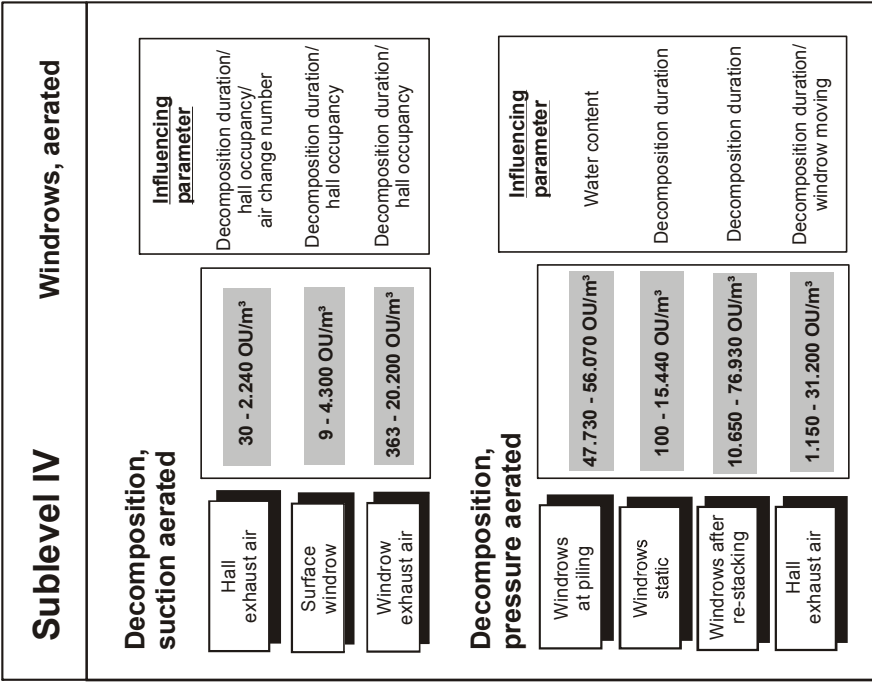 Sublevel IV
Windrows, aerated
Decomposition,
suction aerated
Influencing
parameter
Hall
exhaust air
30 - 2.240 OU/m³
Decomposition duration/
hall occupancy/
air change number
Surface
windrow
9 - 4.300 OU/m³
Decomposition duration/
hall occupancy
Window
exhaust air
363 - 20.200 OU/m³
Decomposition duration/
hall occupancy
Decomposition,
pressure aerated
Influencing
parameter
Windrows
at piling
47.730 - 56.070 OU/m³
Water content
Windrows
static
100 - 15.440 OU/m³
Decomposition duration
Windrows after
re-stacking
10.650 - 76.930 OU/m³
Decomposition duration
Hall
exhaust air
1.150 - 31.200 OU/m³
Decomposition duration/
windrow moving